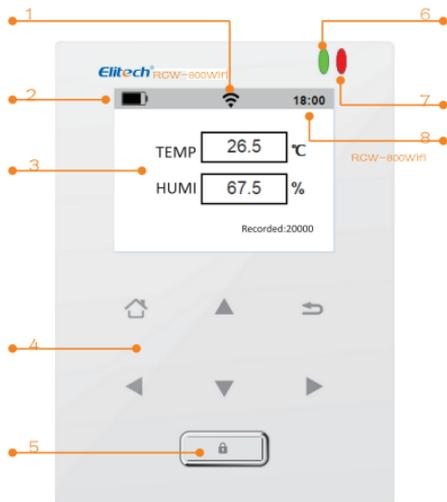 1
6
Elitech RCW-800Wifi
7
2
18:00
8
RCW-800Wifi
TEMP 26.5 ℃
3
HUMI 67.5 %
Recorded:20000
4
5